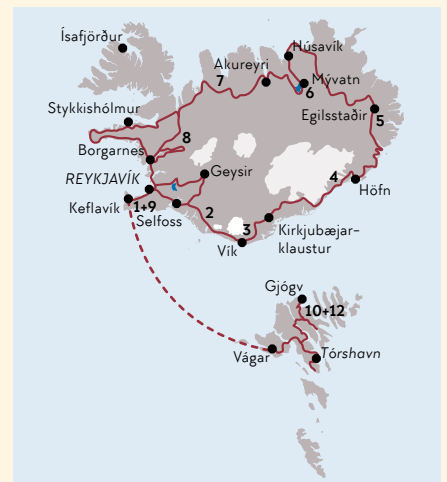 Ísafjörður
Húsavík
Akureyri
7
Mývatn
6
Stykkishólmur
Egilsstaðir
5
8
Borgarnes
Geysir
REYKJAVÍK
4
Höfn
Keflavík
1+9
Selfoss
2
3
Kirkjubæjar-
klaustur
Vík
Gjógv
10+12
Vágar
Tórshavn